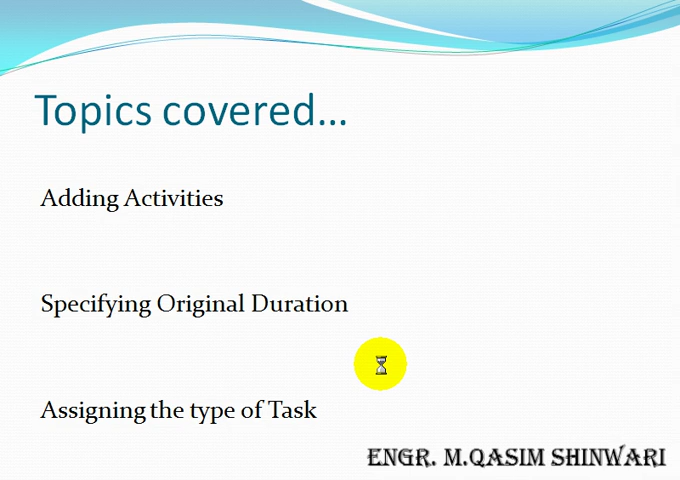 Topics covered...
Adding Activities
Specifying Original Duration
Assigning the type of Task
ENGR. M.QASIM SHINWARI